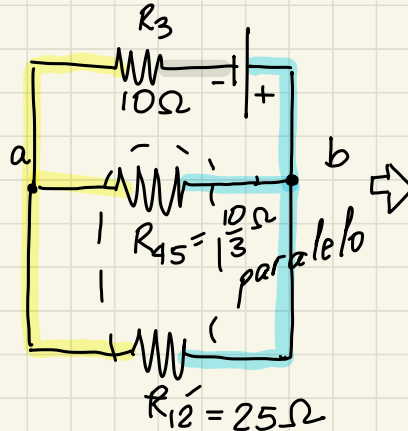 R₃
10Ω
- +
a b
R₄₅ = 10/3 Ω
paralelo
R₁₂ = 25Ω